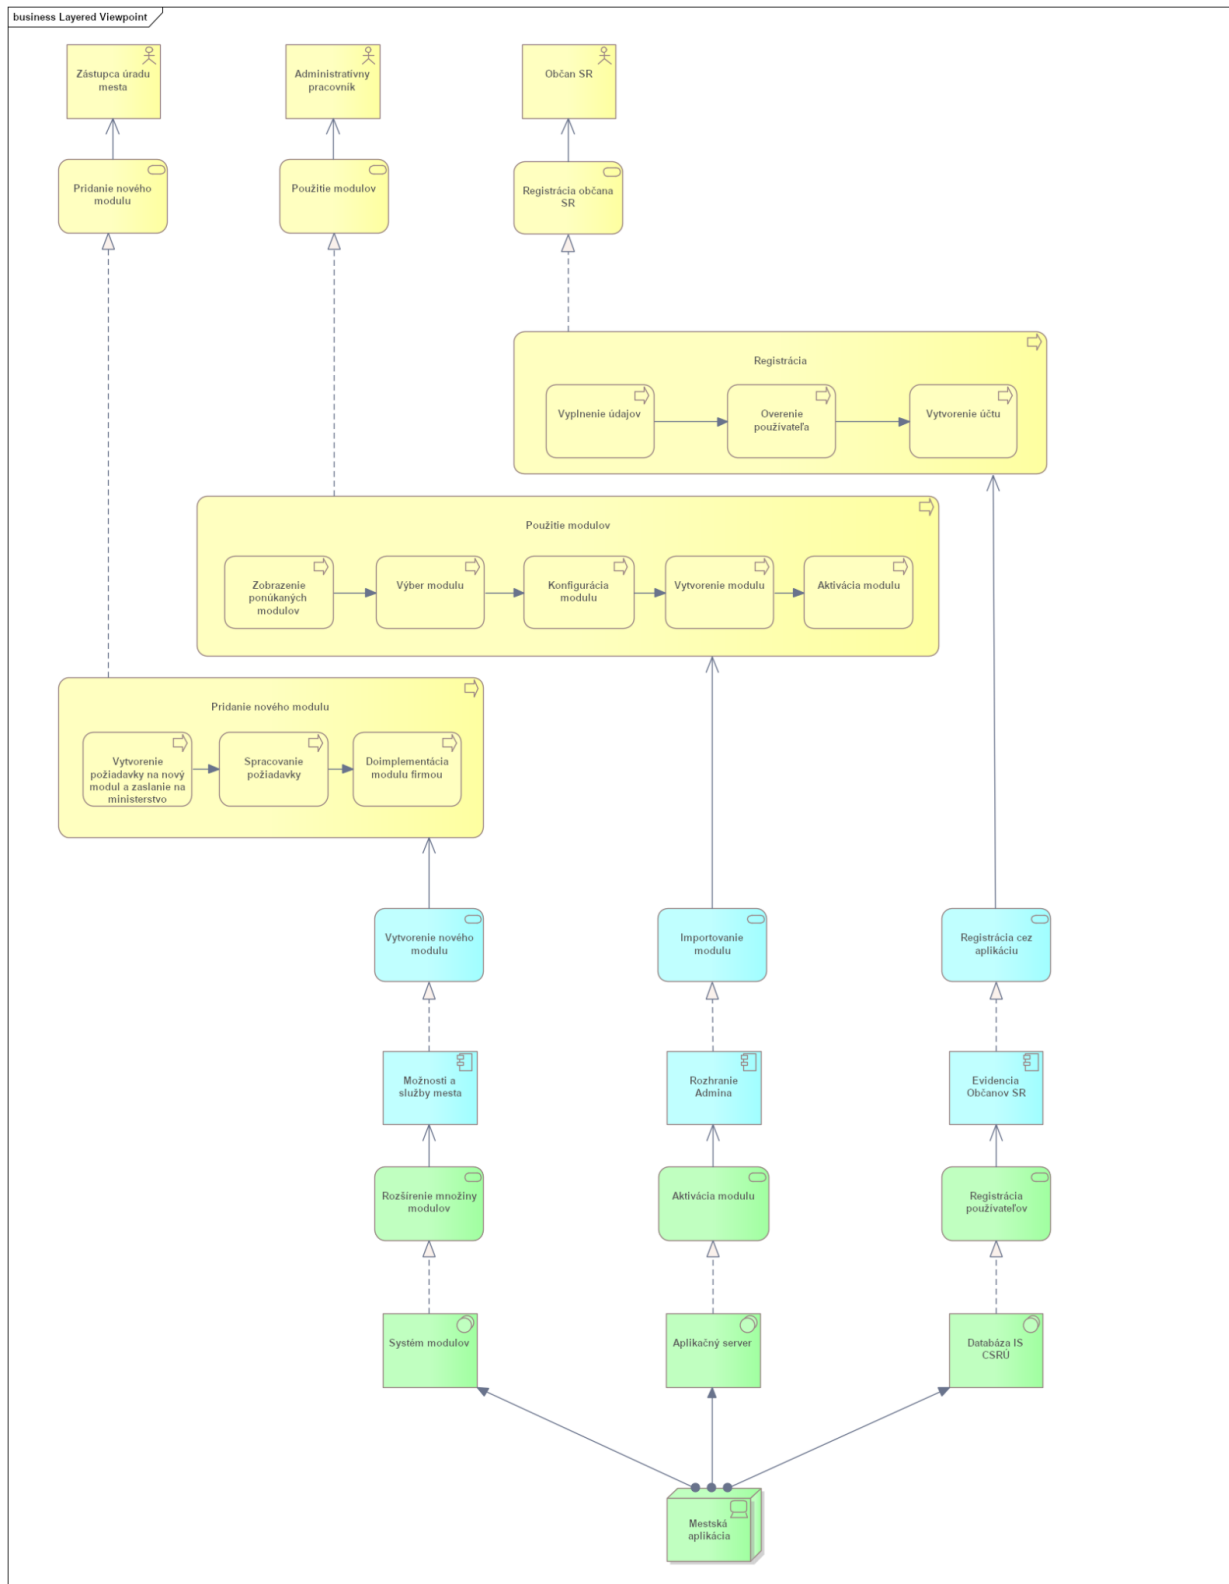 business Layered Viewpoint
Zástupca úradu
mesta
Administratívny
pracovník
Občan SR
Pridanie nového
modulu
Použitie modulov
Registrácia občana
SR
Registrácia
Vyplnenie údajov
Overenie
používateľa
Vytvorenie účtu
Použitie modulov
Zobrazenie
ponúkaných
modulov
Výber modulu
Konfigurácia
modulu
Vytvorenie modulu
Aktivácia modulu
Pridanie nového modulu
Vytvorenie
požiadavky na nový
modul a zaslanie na
ministerstvo
Spracovanie
požiadavky
Doimplementácia
modulu firmou
Vytvorenie nového
modulu
Importovanie
modulu
Registrácia cez
aplikáciu
Možnosti a
služby mesta
Rozhranie
Admina
Evidencia
Občanov SR
Rozšírenie množiny
modulov
Aktivácia modulu
Registrácia
používateľov
Systém modulov
Aplikačný server
Databáza IS
CSRÚ
Mestská
aplikácia